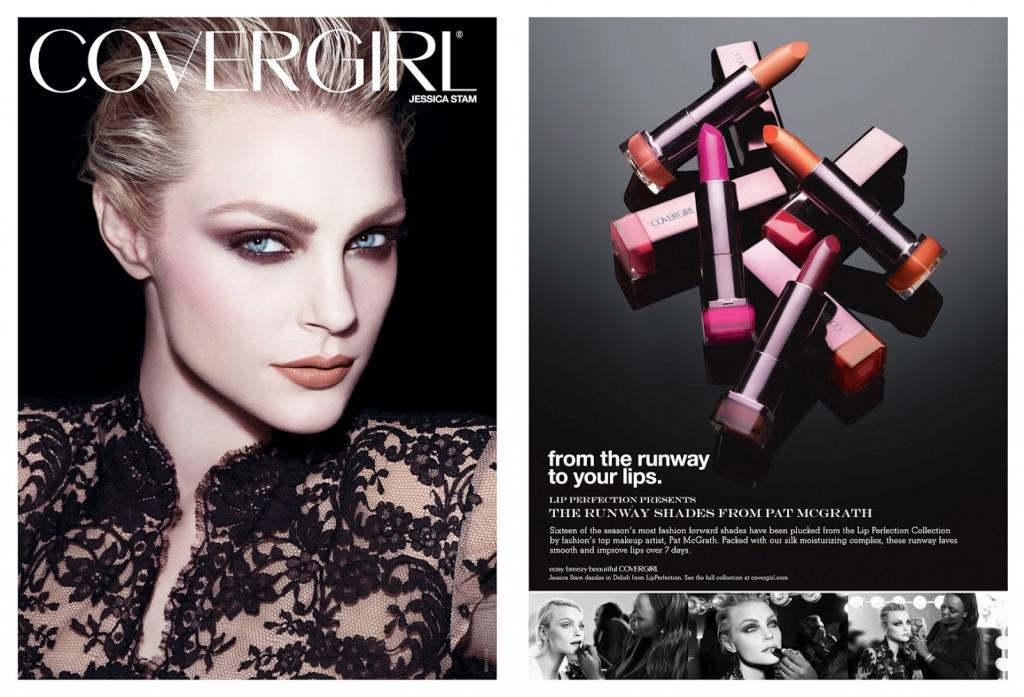 COVERGIRL®
JESSICA STAM
COVERGIRL
from the runway
to your lips.
LIP PERFECTION PRESENTS
THE RUNWAY SHADES FROM PAT MCGRATH
Sixteen of the season's most fashion forward shades have been plucked from the Lip Perfection Collection
by fashion's top makeup artist, Pat McGrath. Packed with our silk moisturizing complex, these runway faves
smooth and improve lips over 7 days.
easy breezy beautiful COVERGIRL
Jessica Stam dazzles in Delish from LipPerfection. See the full collection at covergirl.com